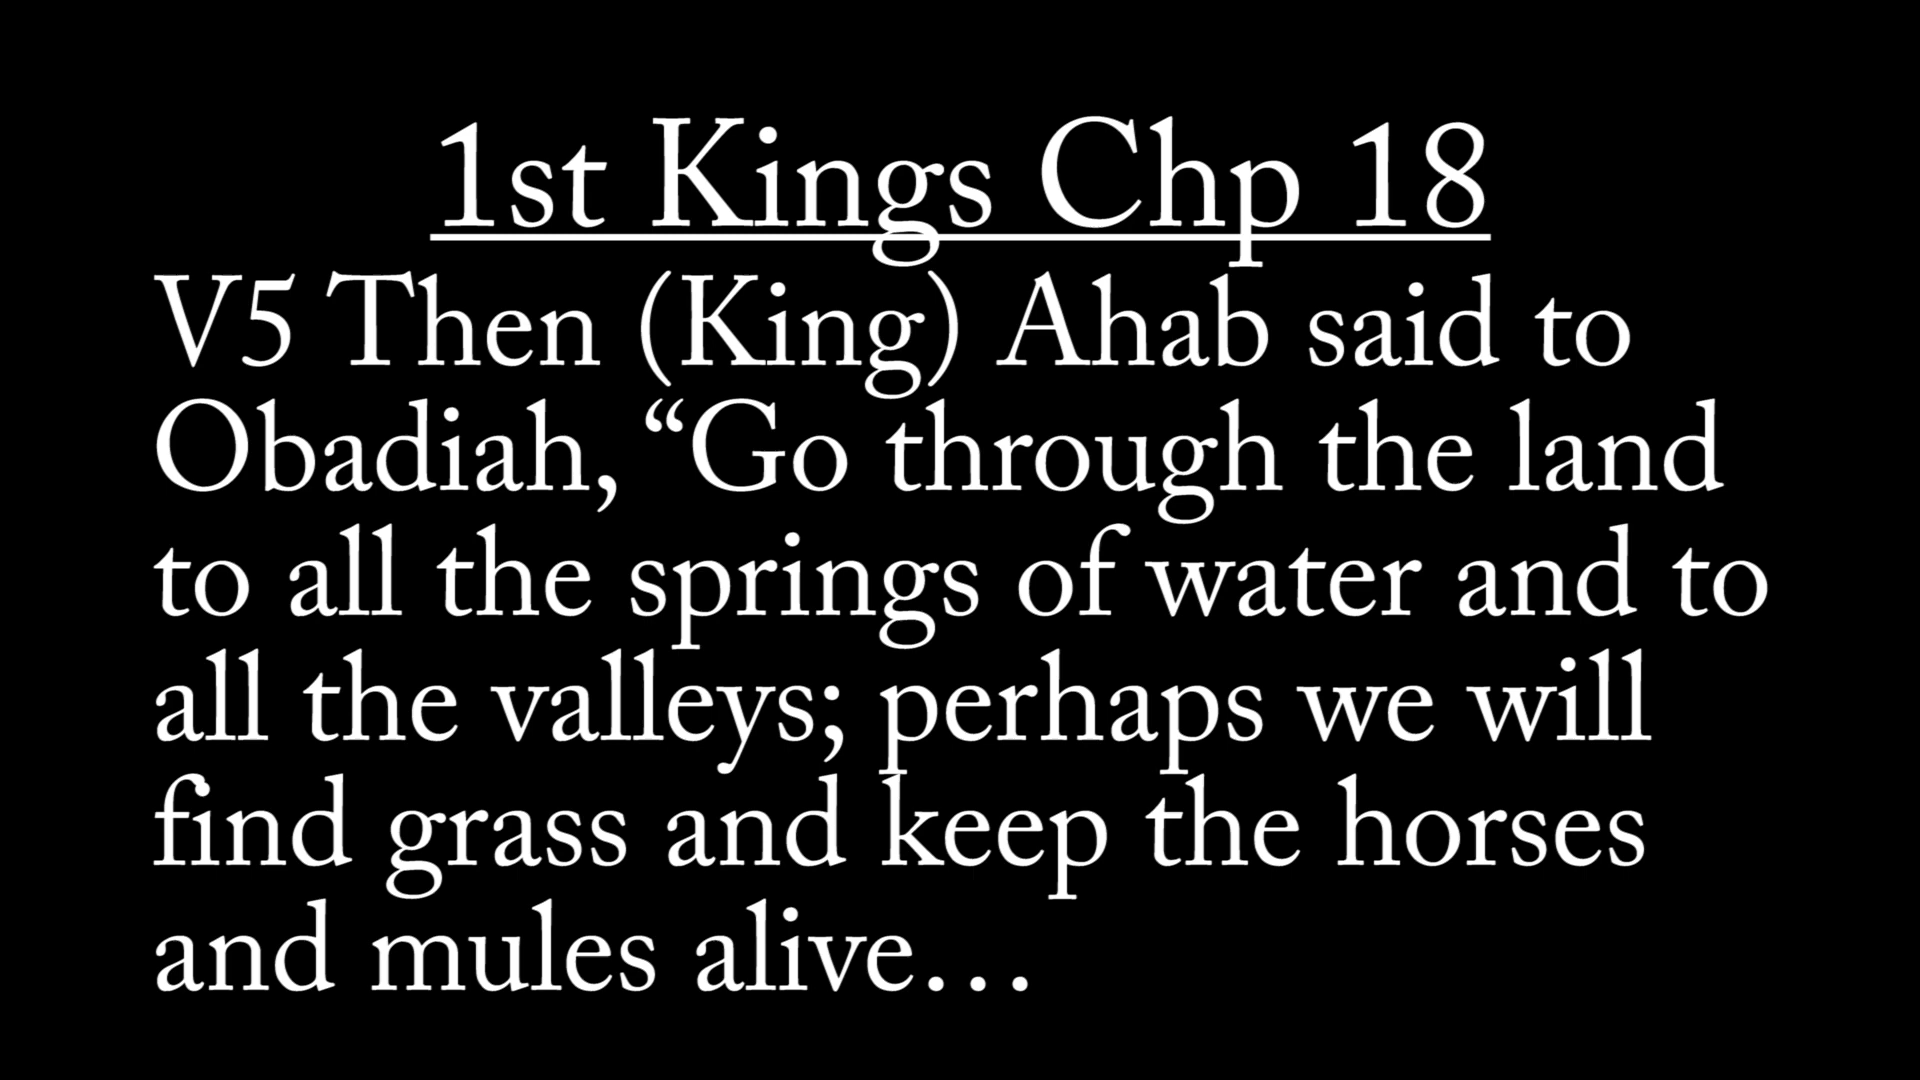 1st Kings Chp 18
V5 Then (King) Ahab said to
Obadiah, “Go through the land
to all the springs of water and to
all the valleys; perhaps we will
find grass and keep the horses
and mules alive…